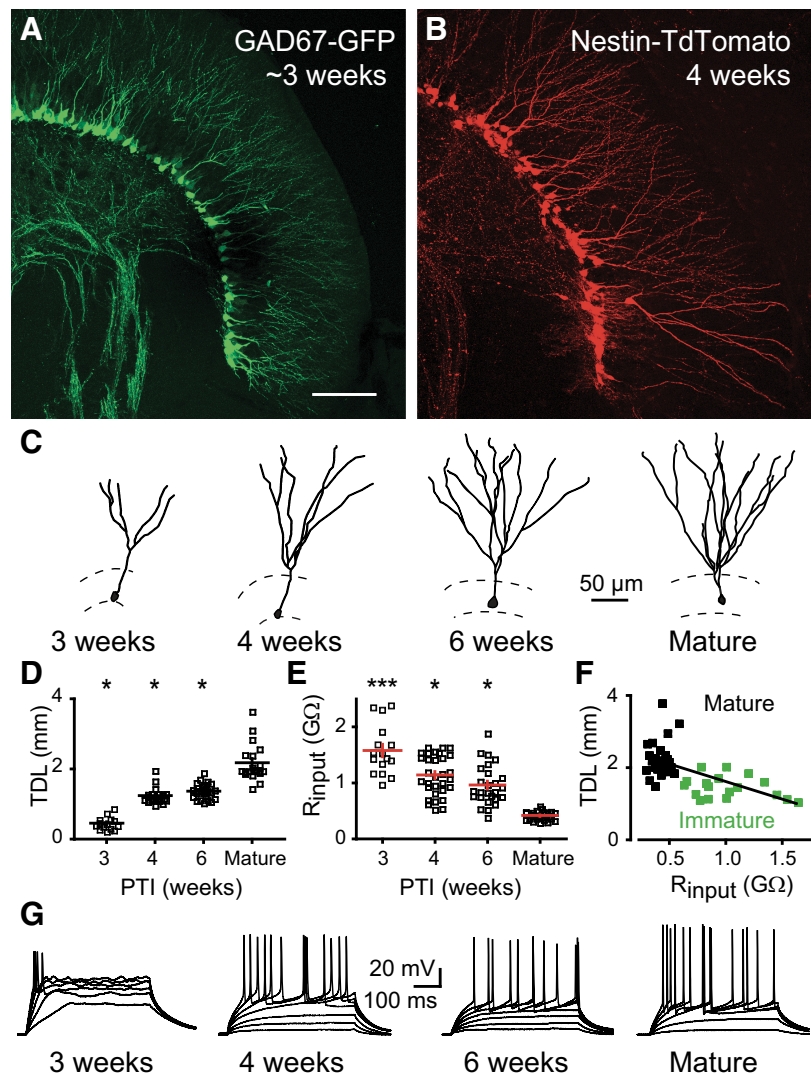 A
GAD67-GFP
~3 weeks
B
Nestin-TdTomato
4 weeks
C
50 µm
3 weeks
4 weeks
6 weeks
Mature
D
* * *
TDL (mm)
4
2
0
3 4 6 Mature
PTI (weeks)
E
*** * *
Rinput (GΩ)
2
1
0
3 4 6 Mature
PTI (weeks)
F
Mature
TDL (mm)
4
2
0
Immature
0.5 1.0 1.5
Rinput (GΩ)
G
20 mV
100 ms
3 weeks
4 weeks
6 weeks
Mature